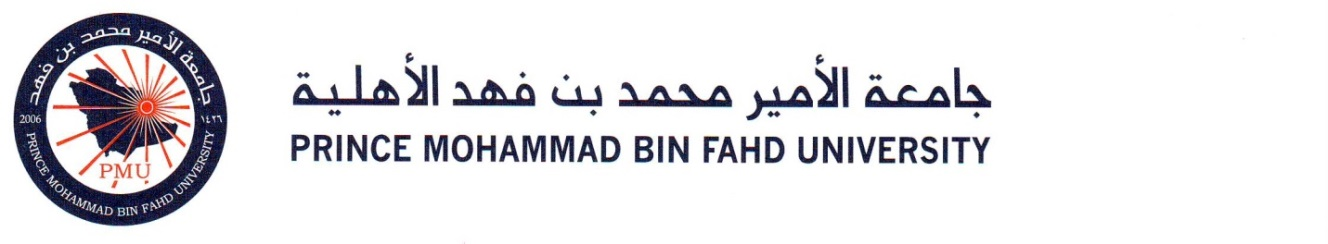 جامعة الأمير محمد بن فهد
2006
١٤٢٦
PMU
PRINCE MOHAMMAD BIN FAHD UNIVERSITY
جامعة الأمير محمد بن فهد الأهلية
PRINCE MOHAMMAD BIN FAHD UNIVERSITY